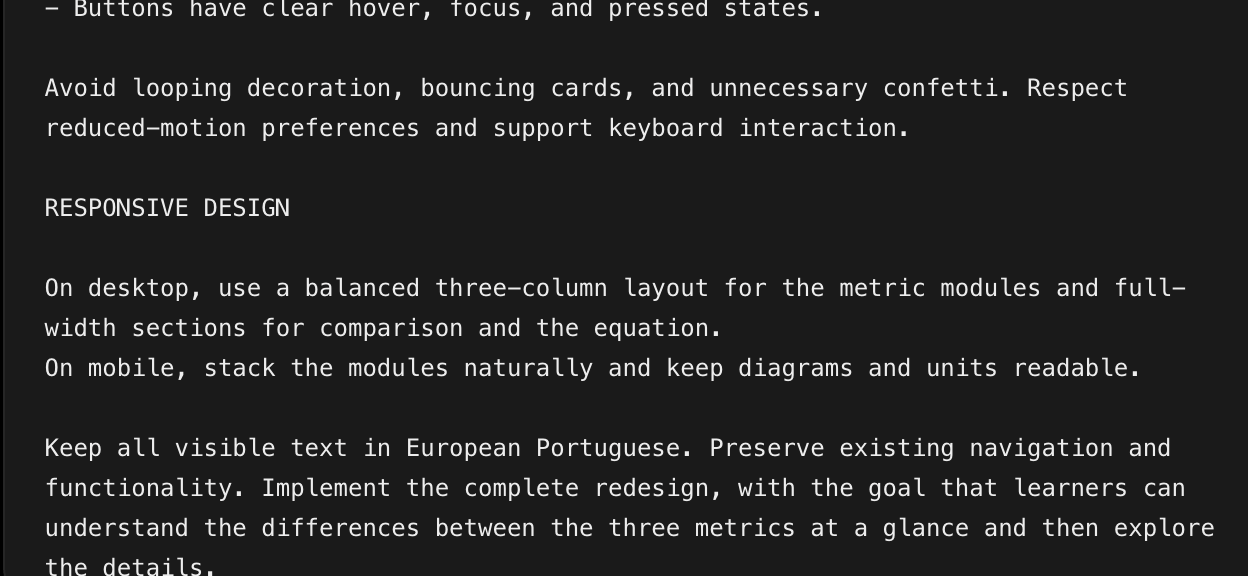 - Buttons have clear hover, focus, and pressed states.
Avoid looping decoration, bouncing cards, and unnecessary confetti. Respect
reduced-motion preferences and support keyboard interaction.
RESPONSIVE DESIGN
On desktop, use a balanced three-column layout for the metric modules and full-
width sections for comparison and the equation.
On mobile, stack the modules naturally and keep diagrams and units readable.
Keep all visible text in European Portuguese. Preserve existing navigation and
functionality. Implement the complete redesign, with the goal that learners can
understand the differences between the three metrics at a glance and then explore
the details.